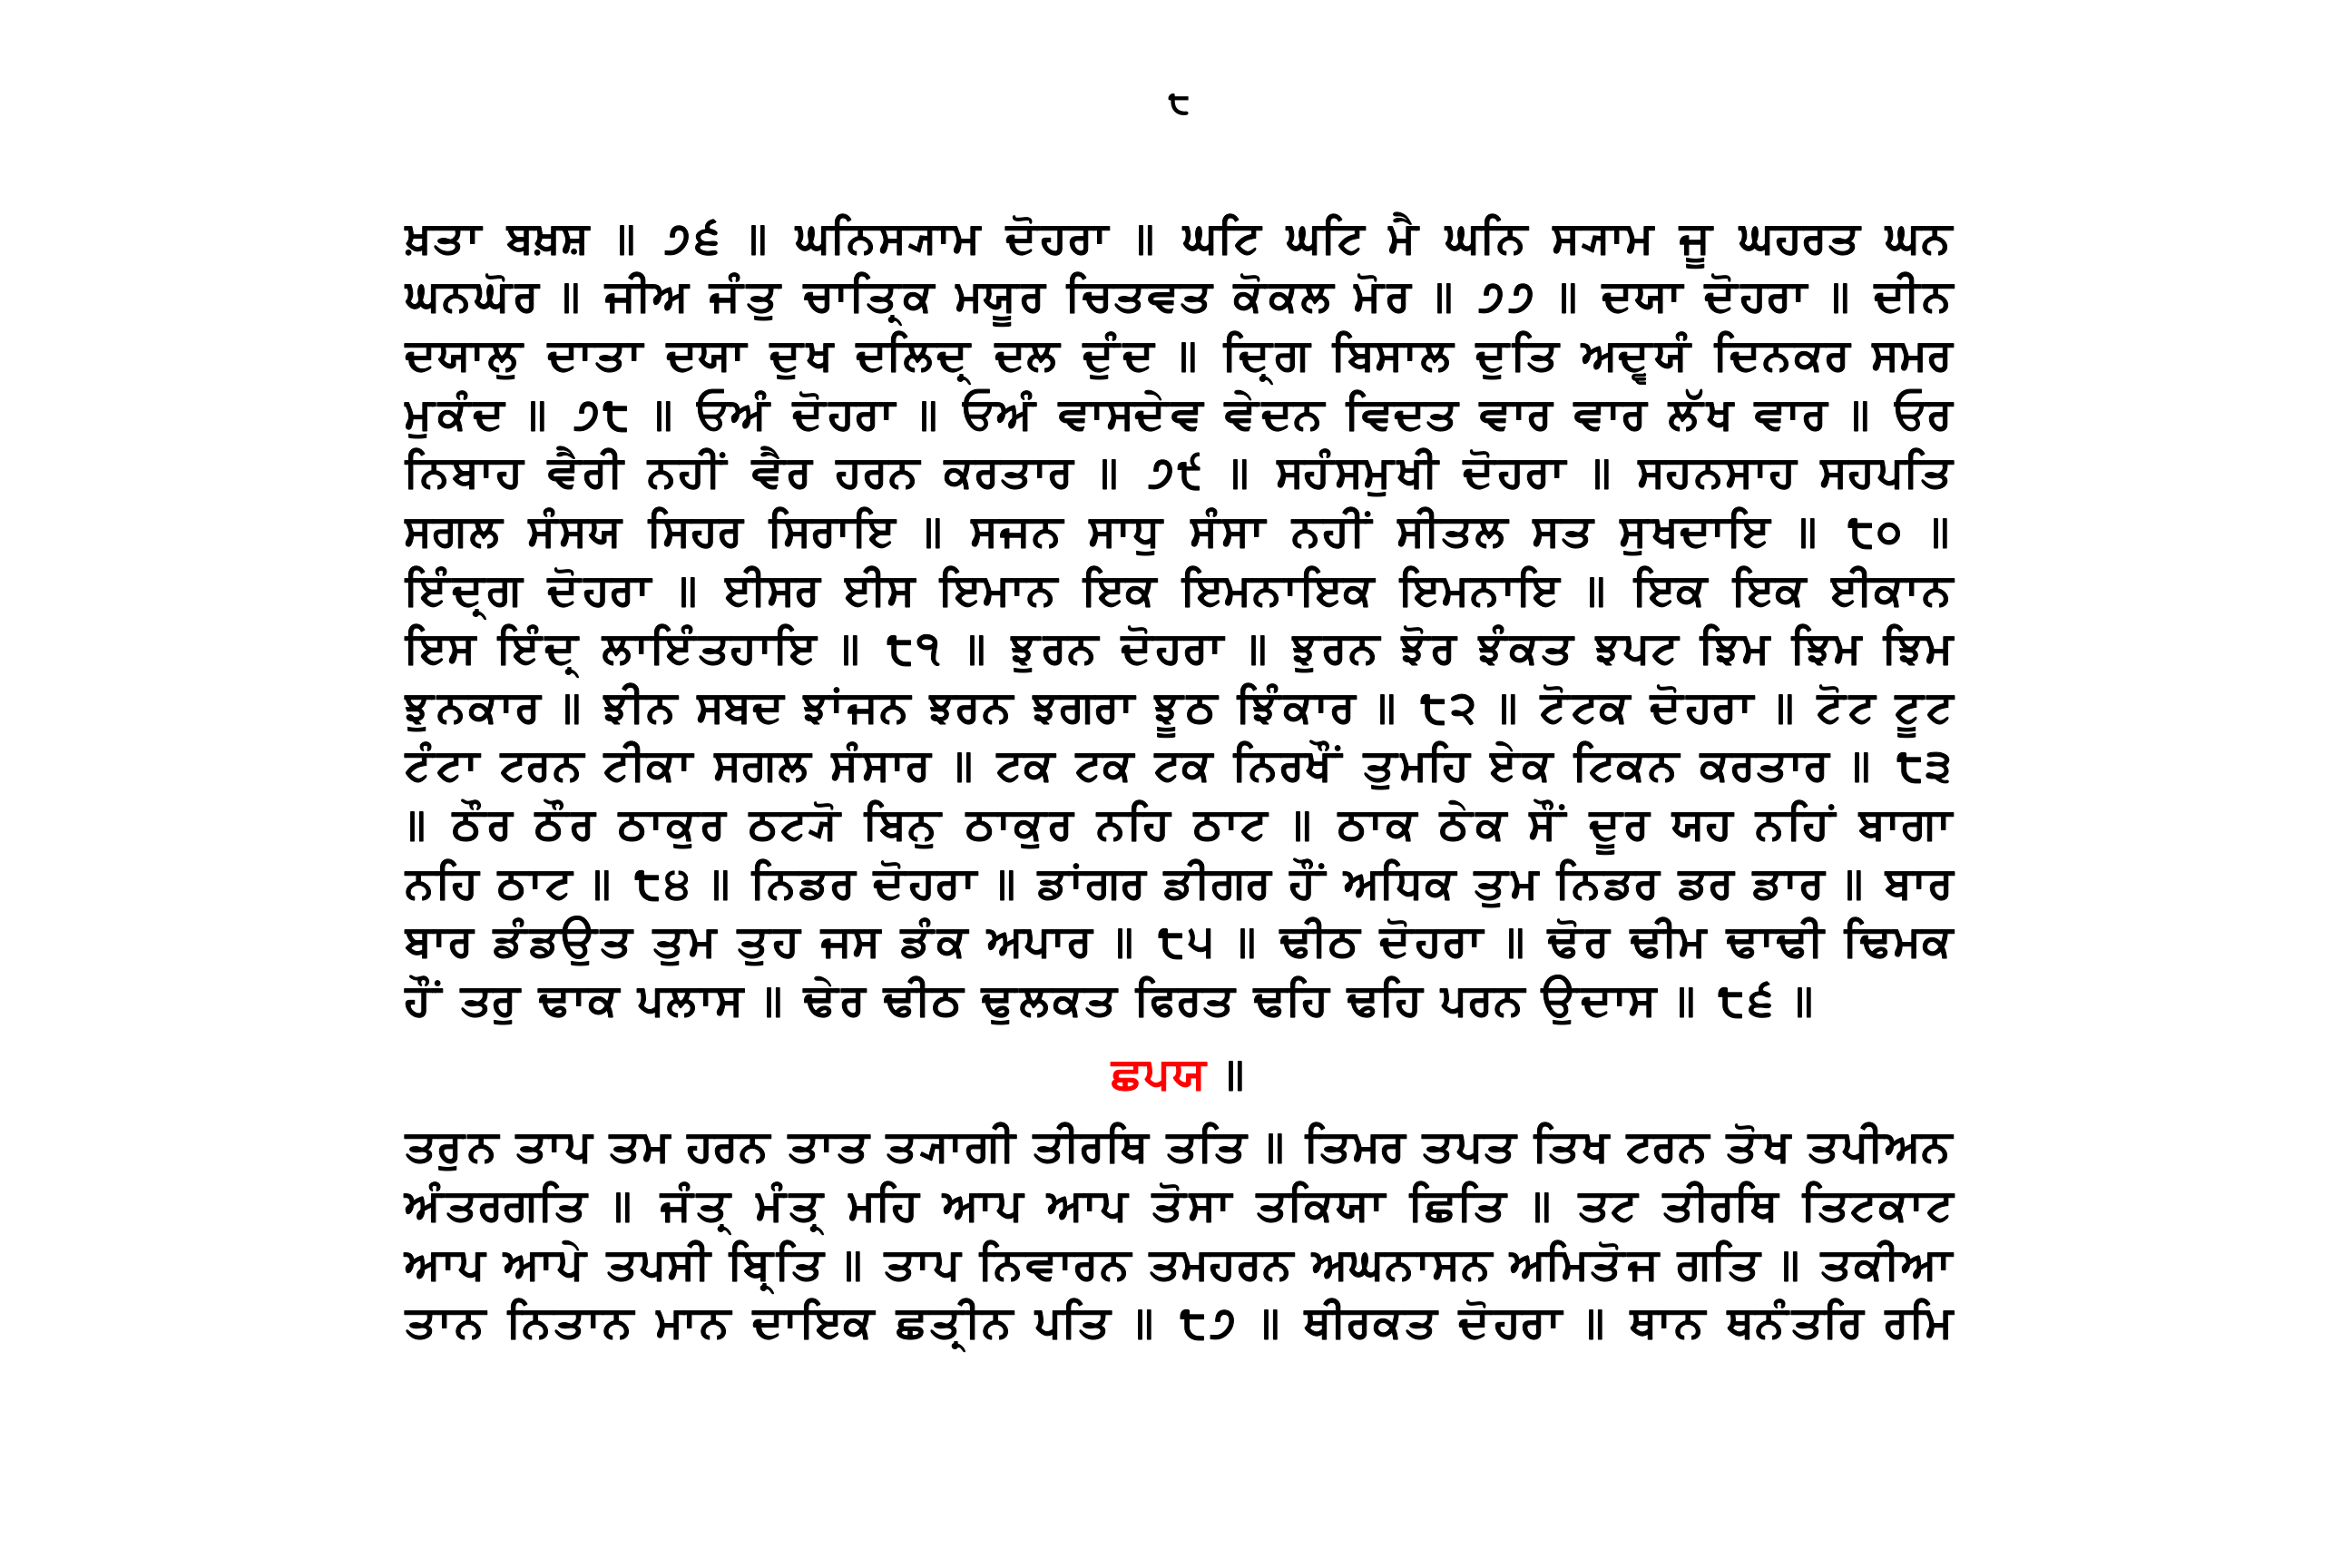 ੮
ਖ਼ਤਾ ਬਖ਼ਸ਼ ॥ ੭੬ ॥ ਘਨਿਸਯਾਮ ਦੋਹਰਾ ॥ ਘਟਿ ਘਟਿ ਮੈ ਘਨਿ ਸਯਾਮ ਜੂ ਘਹਰਤ ਘਨ
ਘਨਘੋਰ ॥ ਜੀਅ ਜੰਤੁ ਚਾਤ੍ਰਿਕ ਮਯੂਰ ਚਿਤਵਤ ਕੋਕਲ ਮੋਰ ॥ ੭੭ ॥ ਦਯਾ ਦੋਹਰਾ ॥ ਦੀਨ
ਦਯਾਲੁ ਦਾਤਾ ਦਯਾ ਦੁਖ ਦਲਿਦ੍ਰ ਦਲ ਦੁੰਦ ॥ ਦ੍ਰਿਗ ਬਿਸਾਲ ਦੁਤਿ ਅਦ੍ਵਯੰ ਦਿਨਕਰ ਸਮਰ
ਮੁਕੰਦ ॥ ੭੮ ॥ ਓਅੰ ਦੋਹਰਾ ॥ ਓਅੰ ਵਾਸਦੇਵ ਵੇਦਨ ਵਿਦਤ ਵਾਰ ਵਾਰ ਲੱਖ ਵਾਰ ॥ ਓਰ
ਨਿਬਾਹ ਵੈਰੀ ਨਹੀਂ ਵੈਰ ਹਰਨ ਕਰਤਾਰ ॥ ੭੯ ॥ ਸਹੰਸਮੁਖੀ ਦੋਹਰਾ ॥ ਸਹਨਸਾਹ ਸਹਪਤਿ
ਸਗਲ ਸੰਸਯ ਸਿਹਰ ਸਿਰਾਇ ॥ ਸਜਨ ਸਾਧੁ ਸੰਸਾ ਨਹੀਂ ਸੀਤਲ ਸਤ ਸੁਖਦਾਇ ॥ ੮੦ ॥
ਇੰਦ੍ਰਗ ਦੋਹਰਾ ॥ ਈਸਰ ਈਸ ਇਮਾਨ ਇਕ ਇਮਨਾਇਕ ਇਮਨਾਇ ॥ ਇਕ ਇਕ ਈਕਾਨ
ਇਸ ਇੰਦ੍ਰ ਲਾਇੰਤਹਾਇ ॥ ੮੧ ॥ ਝੁਰਨ ਦੋਹਰਾ ॥ ਝੁਰਨ ਝੋਰ ਝੰਕਤ ਝਪਟ ਝਿਮ ਝਿਮ ਝਿਮ
ਝੁਨਕਾਰ ॥ ਝੀਨ ਸਬਦ ਝਾਂਜਨ ਝਰਨ ਝਗਰਾ ਝੂਠ ਝਿੰਕਾਰ ॥ ੮੨ ॥ ਟੋਟਕ ਦੋਹਰਾ ॥ ਟੋਟ ਟੂਟ
ਟੰਟਾ ਟਰਨ ਟੀਕਾ ਸਗਲ ਸੰਸਾਰ ॥ ਟਕ ਟਕ ਟਕ ਨਿਰਖੌਂ ਤੁਮਹਿ ਏਕ ਟਿਕਨ ਕਰਤਾਰ ॥ ੮੩
॥ ਠੌਰ ਠੌਰ ਠਾਕੁਰ ਠਟਯੋ ਬਿਨੁ ਠਾਕੁਰ ਨਹਿ ਠਾਟ ॥ ਠਾਕ ਠੇਕ ਸੌਂ ਦੂਰ ਯਹ ਨਹਿਂ ਬਾਗਾ
ਨਹਿ ਠਾਟ ॥ ੮੪ ॥ ਨਿਡਰ ਦੋਹਰਾ ॥ ਡਾਂਗਰ ਡੀਗਰ ਹੌਂ ਅਧਿਕ ਤੁਮ ਨਿਡਰ ਡਰ ਡਾਰ ॥ ਬਾਰ
ਬਾਰ ਡੰਡਉਤ ਤੁਮ ਤੁਹ ਜਸ ਡੰਕ ਅਪਾਰ ॥ ੮੫ ॥ ਢੀਠ ਦੋਹਰਾ ॥ ਢੋਰ ਢੀਮ ਢਾਢੀ ਢਿਮਕ
ਹੌਂ ਤਰੁ ਢਾਕ ਪਲਾਸ ॥ ਢੇਰ ਢੀਠ ਢੁਲਕਤ ਫਿਰਤ ਢਹਿ ਢਹਿ ਪਰਨ ਉਦਾਸ ॥ ੮੬ ॥
ਛਪਯ ॥
ਤਰੁਨ ਤਾਪ ਤਮ ਹਰਨ ਤਾਤ ਤਯਾਗੀ ਤੀਰਥਿ ਤਤਿ ॥ ਤਿਮਰ ਤਪਤ ਤਿਖ ਟਰਨ ਤੋਖ ਤਪੀਅਨ
ਅੰਤਰਗਤਿ ॥ ਜੰਤ੍ਰ ਮੰਤ੍ਰ ਮਹਿ ਆਪ ਆਪ ਤੋਸਾ ਤਕਿਯਾ ਛਿਤਿ ॥ ਤਟ ਤੀਰਥਿ ਤਿਟਕਾਟ
ਆਪ ਆਪੇ ਤਪਸੀ ਬ੍ਰਿਤਿ ॥ ਤਾਪ ਨਿਵਾਰਨ ਤਮਹਰਨ ਅਘਨਾਸਨ ਅਮਿਤੋਜ ਗਤਿ ॥ ਤਕੀਆ
ਤਾਨ ਨਿਤਾਨ ਮਾਨ ਦਾਇਕ ਛਤ੍ਰੀਨ ਪਤਿ ॥ ੮੭ ॥ ਥੀਰਕਤ ਦੋਹਰਾ ॥ ਥਾਨ ਥਨੰਤਰਿ ਰਮਿ